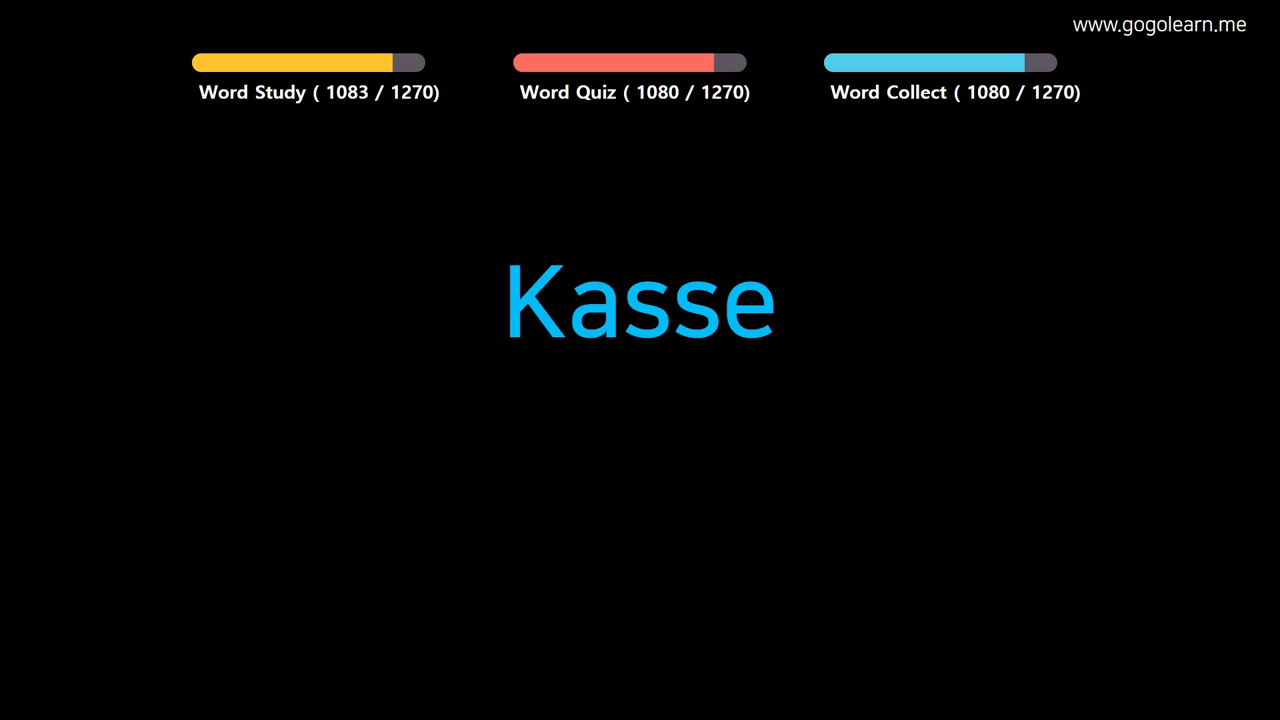 www.gogolearn.me
Word Study ( 1083 / 1270)
Word Quiz ( 1080 / 1270)
Word Collect ( 1080 / 1270)
Kasse